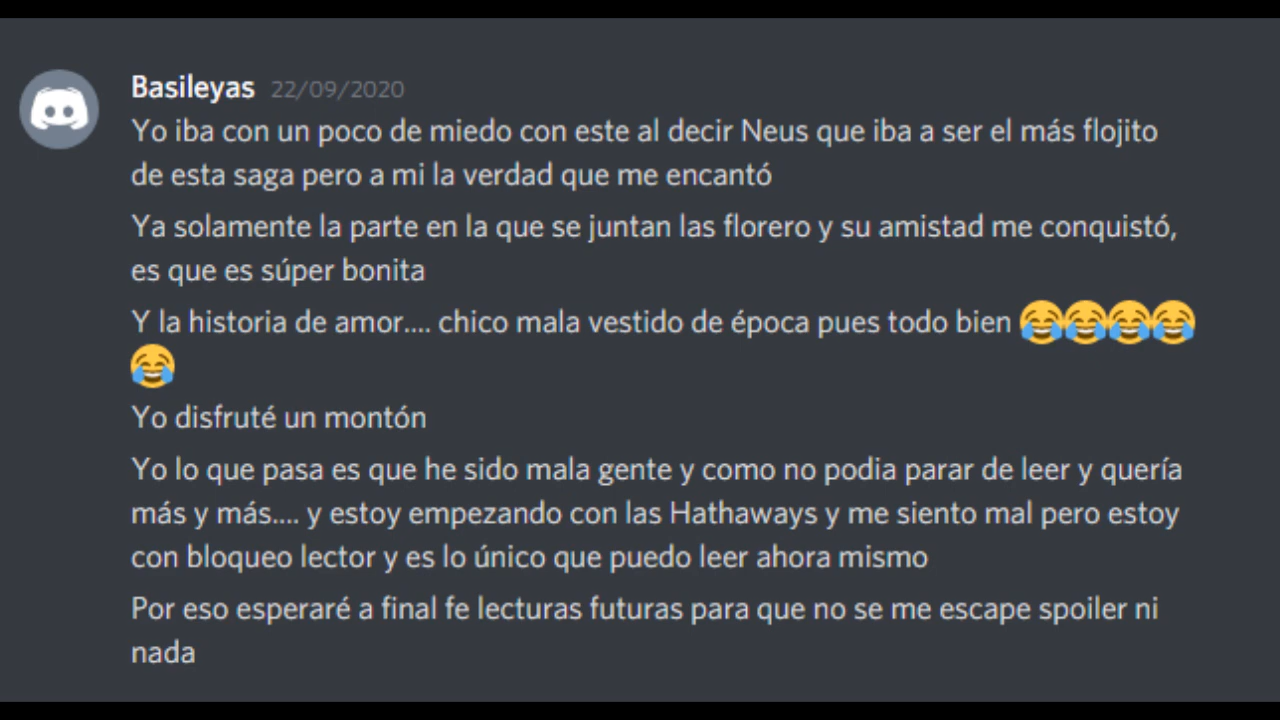 Basileyas 22/09/2020
Yo iba con un poco de miedo con este al decir Neus que iba a ser el más flojito
de esta saga pero a mi la verdad que me encantó
Ya solamente la parte en la que se juntan las florero y su amistad me conquistó,
es que es súper bonita
Y la historia de amor.... chico mala vestido de época pues todo bien 😂😂😂😂
😂
Yo disfruté un montón
Yo lo que pasa es que he sido mala gente y como no podia parar de leer y quería
más y más.... y estoy empezando con las Hathaways y me siento mal pero estoy
con bloqueo lector y es lo único que puedo leer ahora mismo
Por eso esperaré a final fe lecturas futuras para que no se me escape spoiler ni
nada